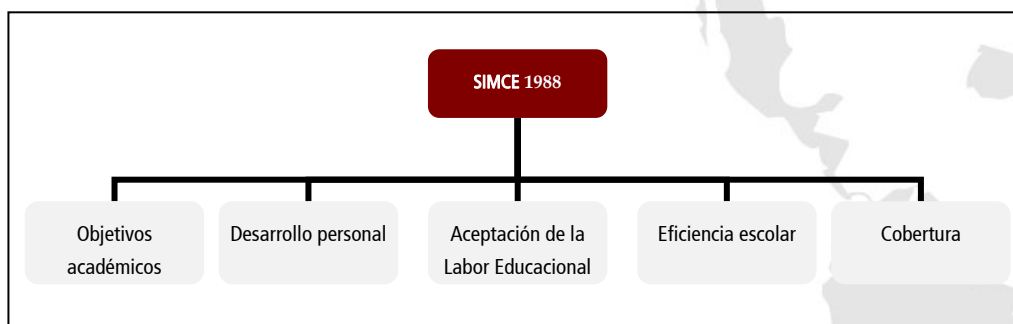 SIMCE 1988
Objetivos
académicos
Desarrollo personal
Aceptación de la
Labor Educacional
Eficiencia escolar
Cobertura